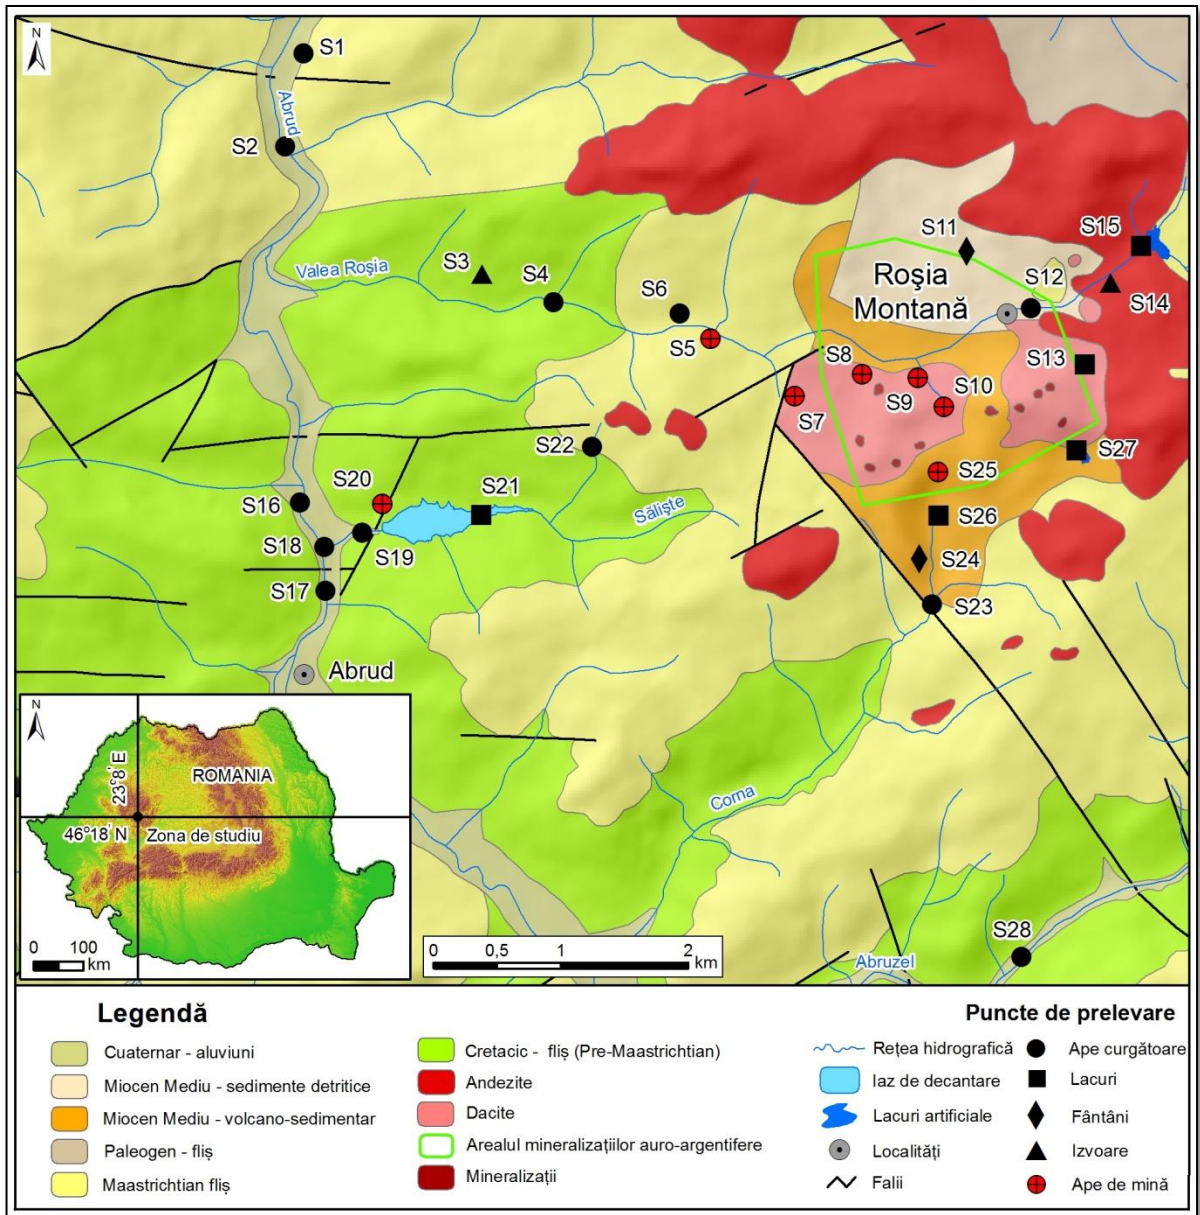 N
S1
Abrud
S2
S11
S15
Valea Roşia
S3
S4
S6
Roşia
Montană
S12
S14
S5
S8
S13
S7
S9
S10
S22
S27
S20
S21
S25
S16
Sălişte
S26
S18
S19
S24
S17
S23
Abrud
N
23°8' E
ROMANIA
46°18' N
Zona de studiu
Corna
0 100
km
0 0,5 1 2
km
S28
Abruzel
Legendă
Cuaternar - aluviuni
Miocen Mediu - sedimente detritice
Miocen Mediu - volcano-sedimentar
Paleogen - fliș
Maastrichtian fliș
Cretacic - fliș (Pre-Maastrichtian)
Andezite
Dacite
Arealul mineralizațiilor auro-argentifere
Mineralizații
Puncte de prelevare
Rețea hidrografică
Iaz de decantare
Lacuri artificiale
Localități
Falii
Ape curgătoare
Lacuri
Fântâni
Izvoare
Ape de mină